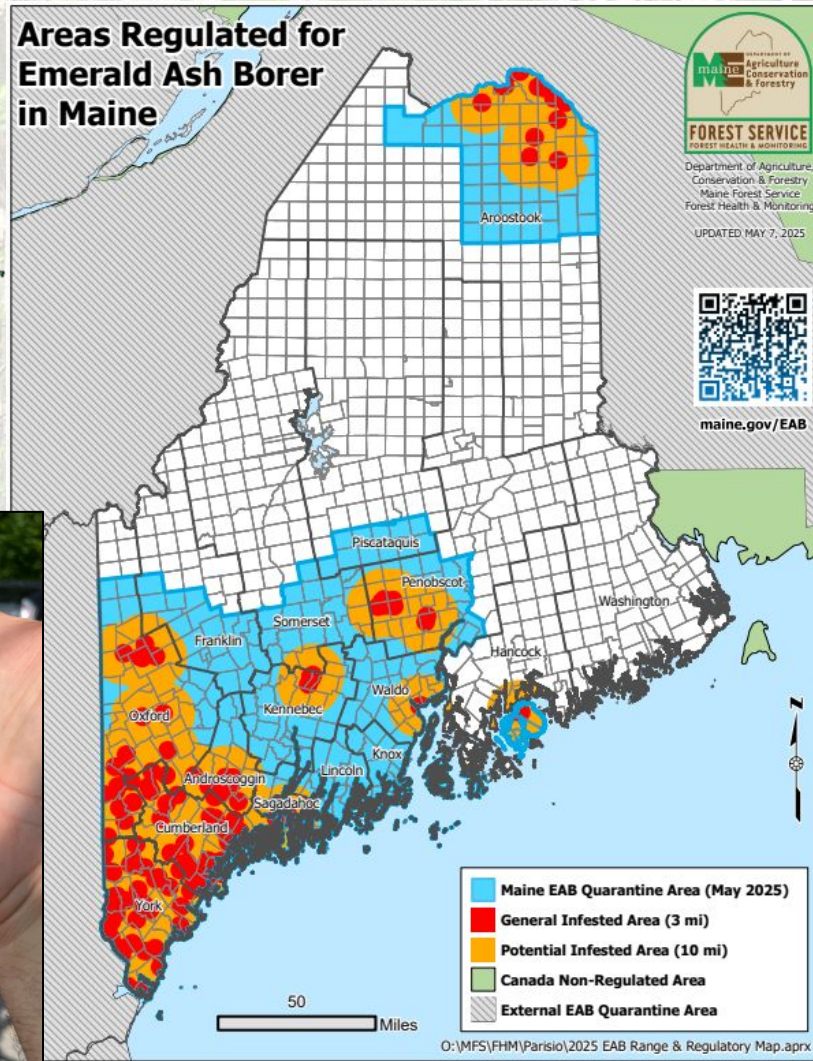 Areas Regulated for
Emerald Ash Borer
in Maine
maine
DEPARTMENT OF
Agriculture
Conservation
& Forestry
FOREST SERVICE
FOREST HEALTH & MONITORING
Department of Agriculture,
Conservation & Forestry
Maine Forest Service
Forest Health & Monitoring
UPDATED MAY 7, 2025
maine.gov/EAB
Aroostook
Piscataquis
Penobscot
Somerset
Washington
Franklin
Hancock
Waldo
Kennebec
Oxford
Knox
Lincoln
Androscoggin
Sagadahoc
Cumberland
York
N
Maine EAB Quarantine Area (May 2025)
General Infested Area (3 mi)
Potential Infested Area (10 mi)
Canada Non-Regulated Area
External EAB Quarantine Area
50
Miles
O:\MFS\FHM\Parisio\2025 EAB Range & Regulatory Map.aprx